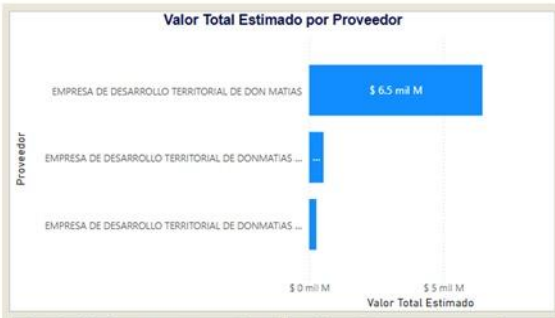 Valor Total Estimado por Proveedor
Proveedor
EMPRESA DE DESARROLLO TERRITORIAL DE DON MATIAS
$ 6.5 mil M
EMPRESA DE DESARROLLO TERRITORIAL DE DONMATIAS ...
...
EMPRESA DE DESARROLLO TERRITORIAL DE DONMATIAS ...
$ 0 mil M
$ 5 mil M
Valor Total Estimado